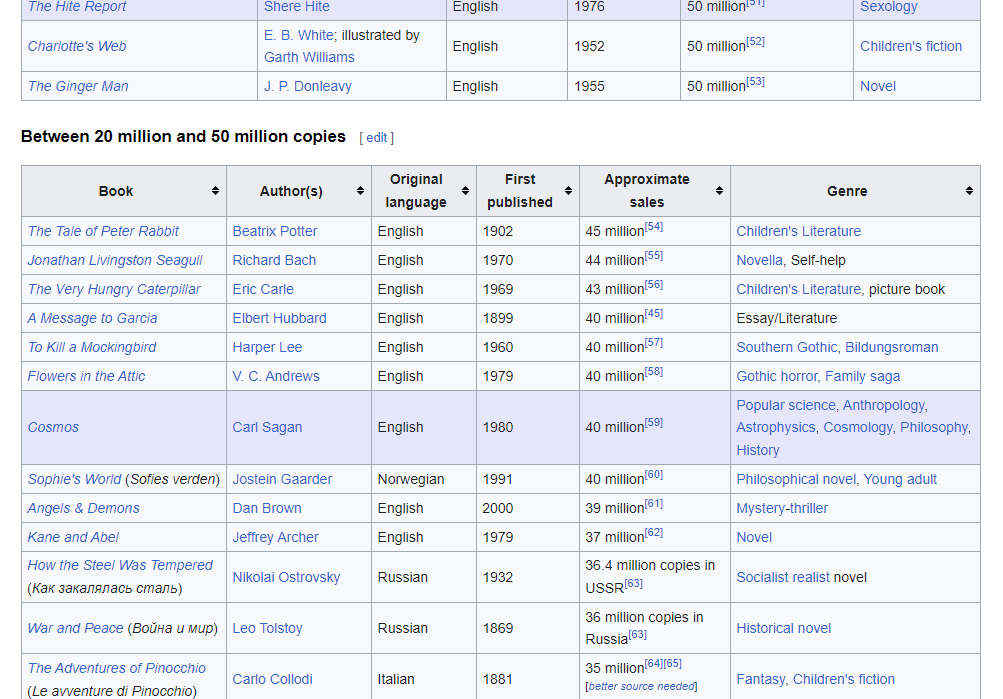 The Hite Report Shere Hite English 1976 50 million[51] Sexology
Charlotte's Web E. B. White; illustrated by Garth Williams English 1952 50 million[52] Children's fiction
The Ginger Man J. P. Donleavy English 1955 50 million[53] Novel
Between 20 million and 50 million copies [ edit ]
Book Author(s) Original language First published Approximate sales Genre
The Tale of Peter Rabbit Beatrix Potter English 1902 45 million[54] Children's Literature
Jonathan Livingston Seagull Richard Bach English 1970 44 million[55] Novella, Self-help
The Very Hungry Caterpillar Eric Carle English 1969 43 million[56] Children's Literature, picture book
A Message to Garcia Elbert Hubbard English 1899 40 million[45] Essay/Literature
To Kill a Mockingbird Harper Lee English 1960 40 million[57] Southern Gothic, Bildungsroman
Flowers in the Attic V. C. Andrews English 1979 40 million[58] Gothic horror, Family saga
Cosmos Carl Sagan English 1980 40 million[59] Popular science, Anthropology, Astrophysics, Cosmology, Philosophy, History
Sophie's World (Sofies verden) Jostein Gaarder Norwegian 1991 40 million[60] Philosophical novel, Young adult
Angels & Demons Dan Brown English 2000 39 million[61] Mystery-thriller
Kane and Abel Jeffrey Archer English 1979 37 million[62] Novel
How the Steel Was Tempered (Как закалялась сталь) Nikolai Ostrovsky Russian 1932 36.4 million copies in USSR[63] Socialist realist novel
War and Peace (Война и мир) Leo Tolstoy Russian 1869 36 million copies in Russia[63] Historical novel
The Adventures of Pinocchio (Le avventure di Pinocchio) Carlo Collodi Italian 1881 35 million[64][65] [better source needed] Fantasy, Children's fiction